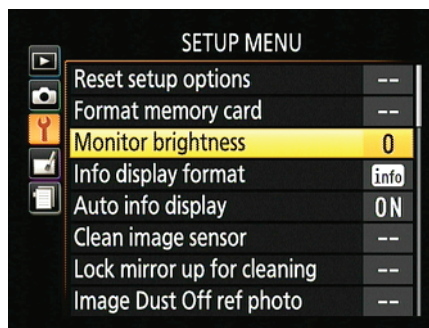 SETUP MENU
Reset setup options --
Format memory card --
Monitor brightness 0
Info display format info
Auto info display ON
Clean image sensor --
Lock mirror up for cleaning --
Image Dust Off ref photo --